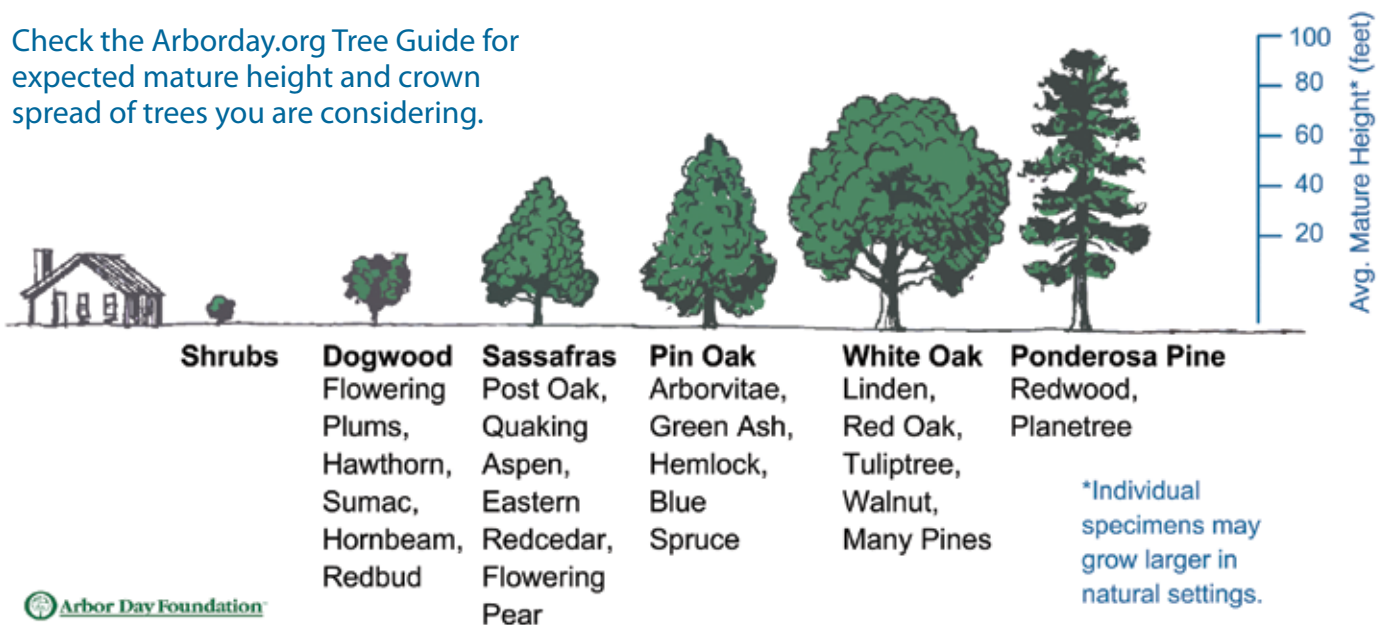 Check the Arborday.org Tree Guide for
expected mature height and crown
spread of trees you are considering.
100
80
60
40
20
Avg. Mature Height* (feet)
Shrubs
Dogwood
Flowering
Plums,
Hawthorn,
Sumac,
Hornbeam,
Redbud
Sassafras
Post Oak,
Quaking
Aspen,
Eastern
Redcedar,
Flowering
Pear
Pin Oak
Arborvitae,
Green Ash,
Hemlock,
Blue
Spruce
White Oak
Linden,
Red Oak,
Tuliptree,
Walnut,
Many Pines
Ponderosa Pine
Redwood,
Planetree
*Individual
specimens may
grow larger in
natural settings.
Arbor Day Foundation